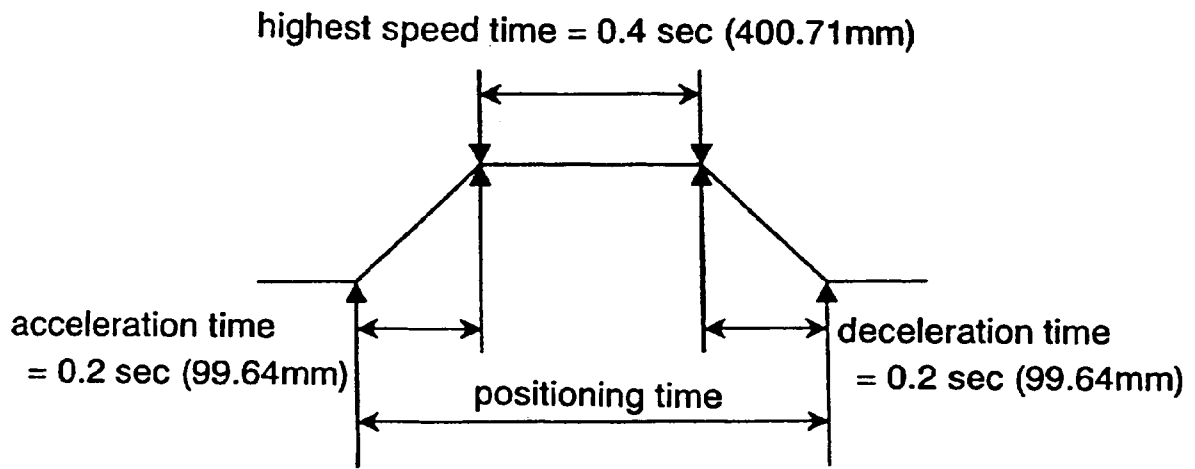 highest speed time = 0.4 sec (400.71mm)
acceleration time
= 0.2 sec (99.64mm)
deceleration time
= 0.2 sec (99.64mm)
positioning time